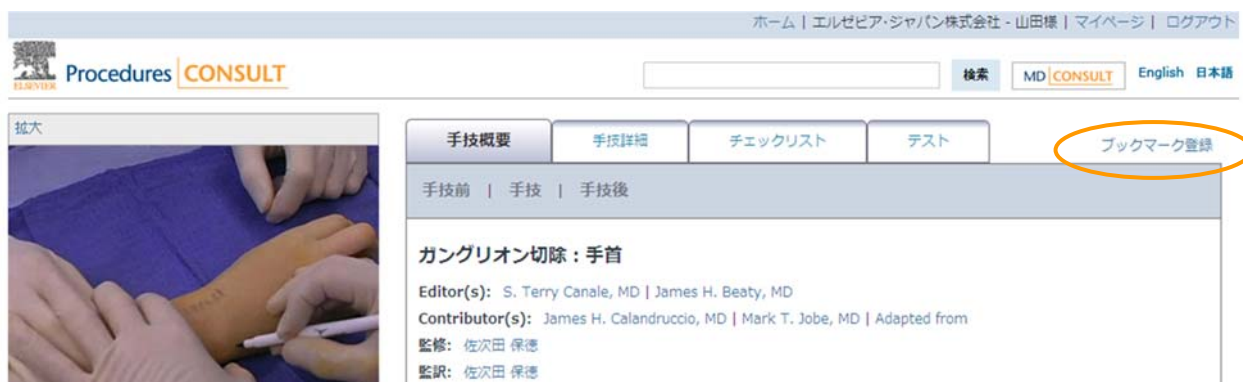 ホーム | エルゼビア・ジャパン株式会社 - 山田様 | マイページ | ログアウト
ELSEVIER Procedures CONSULT 検索 MD CONSULT English 日本語
拡大 手技概要 手技詳細 チェックリスト テスト ブックマーク登録
手技前 | 手技 | 手技後
ガングリオン切除：手首
Editor(s): S. Terry Canale, MD | James H. Beaty, MD
Contributor(s): James H. Calandruccio, MD | Mark T. Jobe, MD | Adapted from
監修: 佐次田 保徳
監訳: 佐次田 保徳